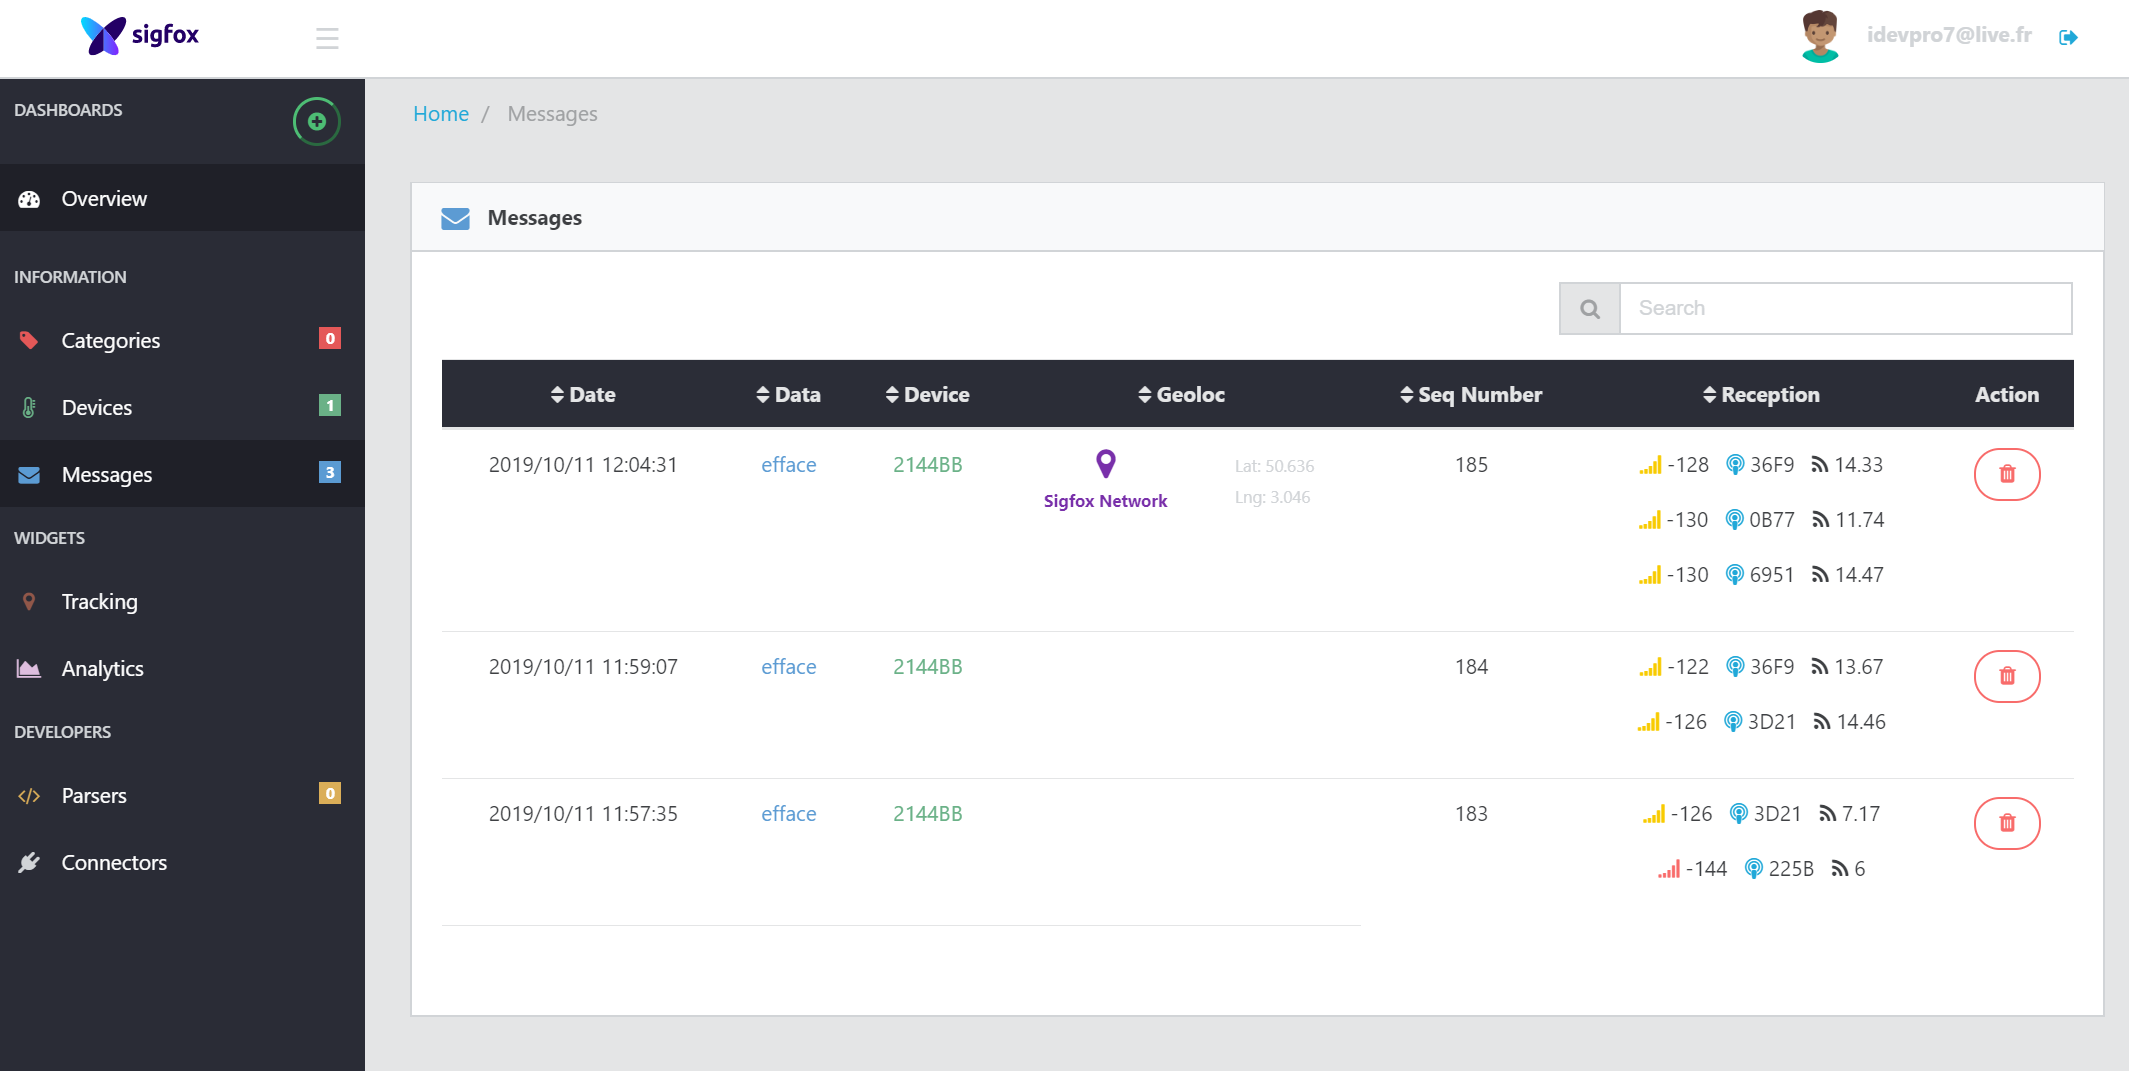 sigfox
idevpro7@live.fr
DASHBOARDS
Overview
INFORMATION
Categories 0
Devices 1
Messages 3
WIDGETS
Tracking
Analytics
DEVELOPERS
Parsers 0
Connectors
Home / Messages
Messages
Search
Date Data Device Geoloc Seq Number Reception Action
2019/10/11 12:04:31 efface 2144BB Lat: 50.636 185 -128 36F9 14.33
Sigfox Network Lng: 3.046
-130 0B77 11.74
-130 6951 14.47
2019/10/11 11:59:07 efface 2144BB 184 -122 36F9 13.67
-126 3D21 14.46
2019/10/11 11:57:35 efface 2144BB 183 -126 3D21 7.17
-144 225B 6